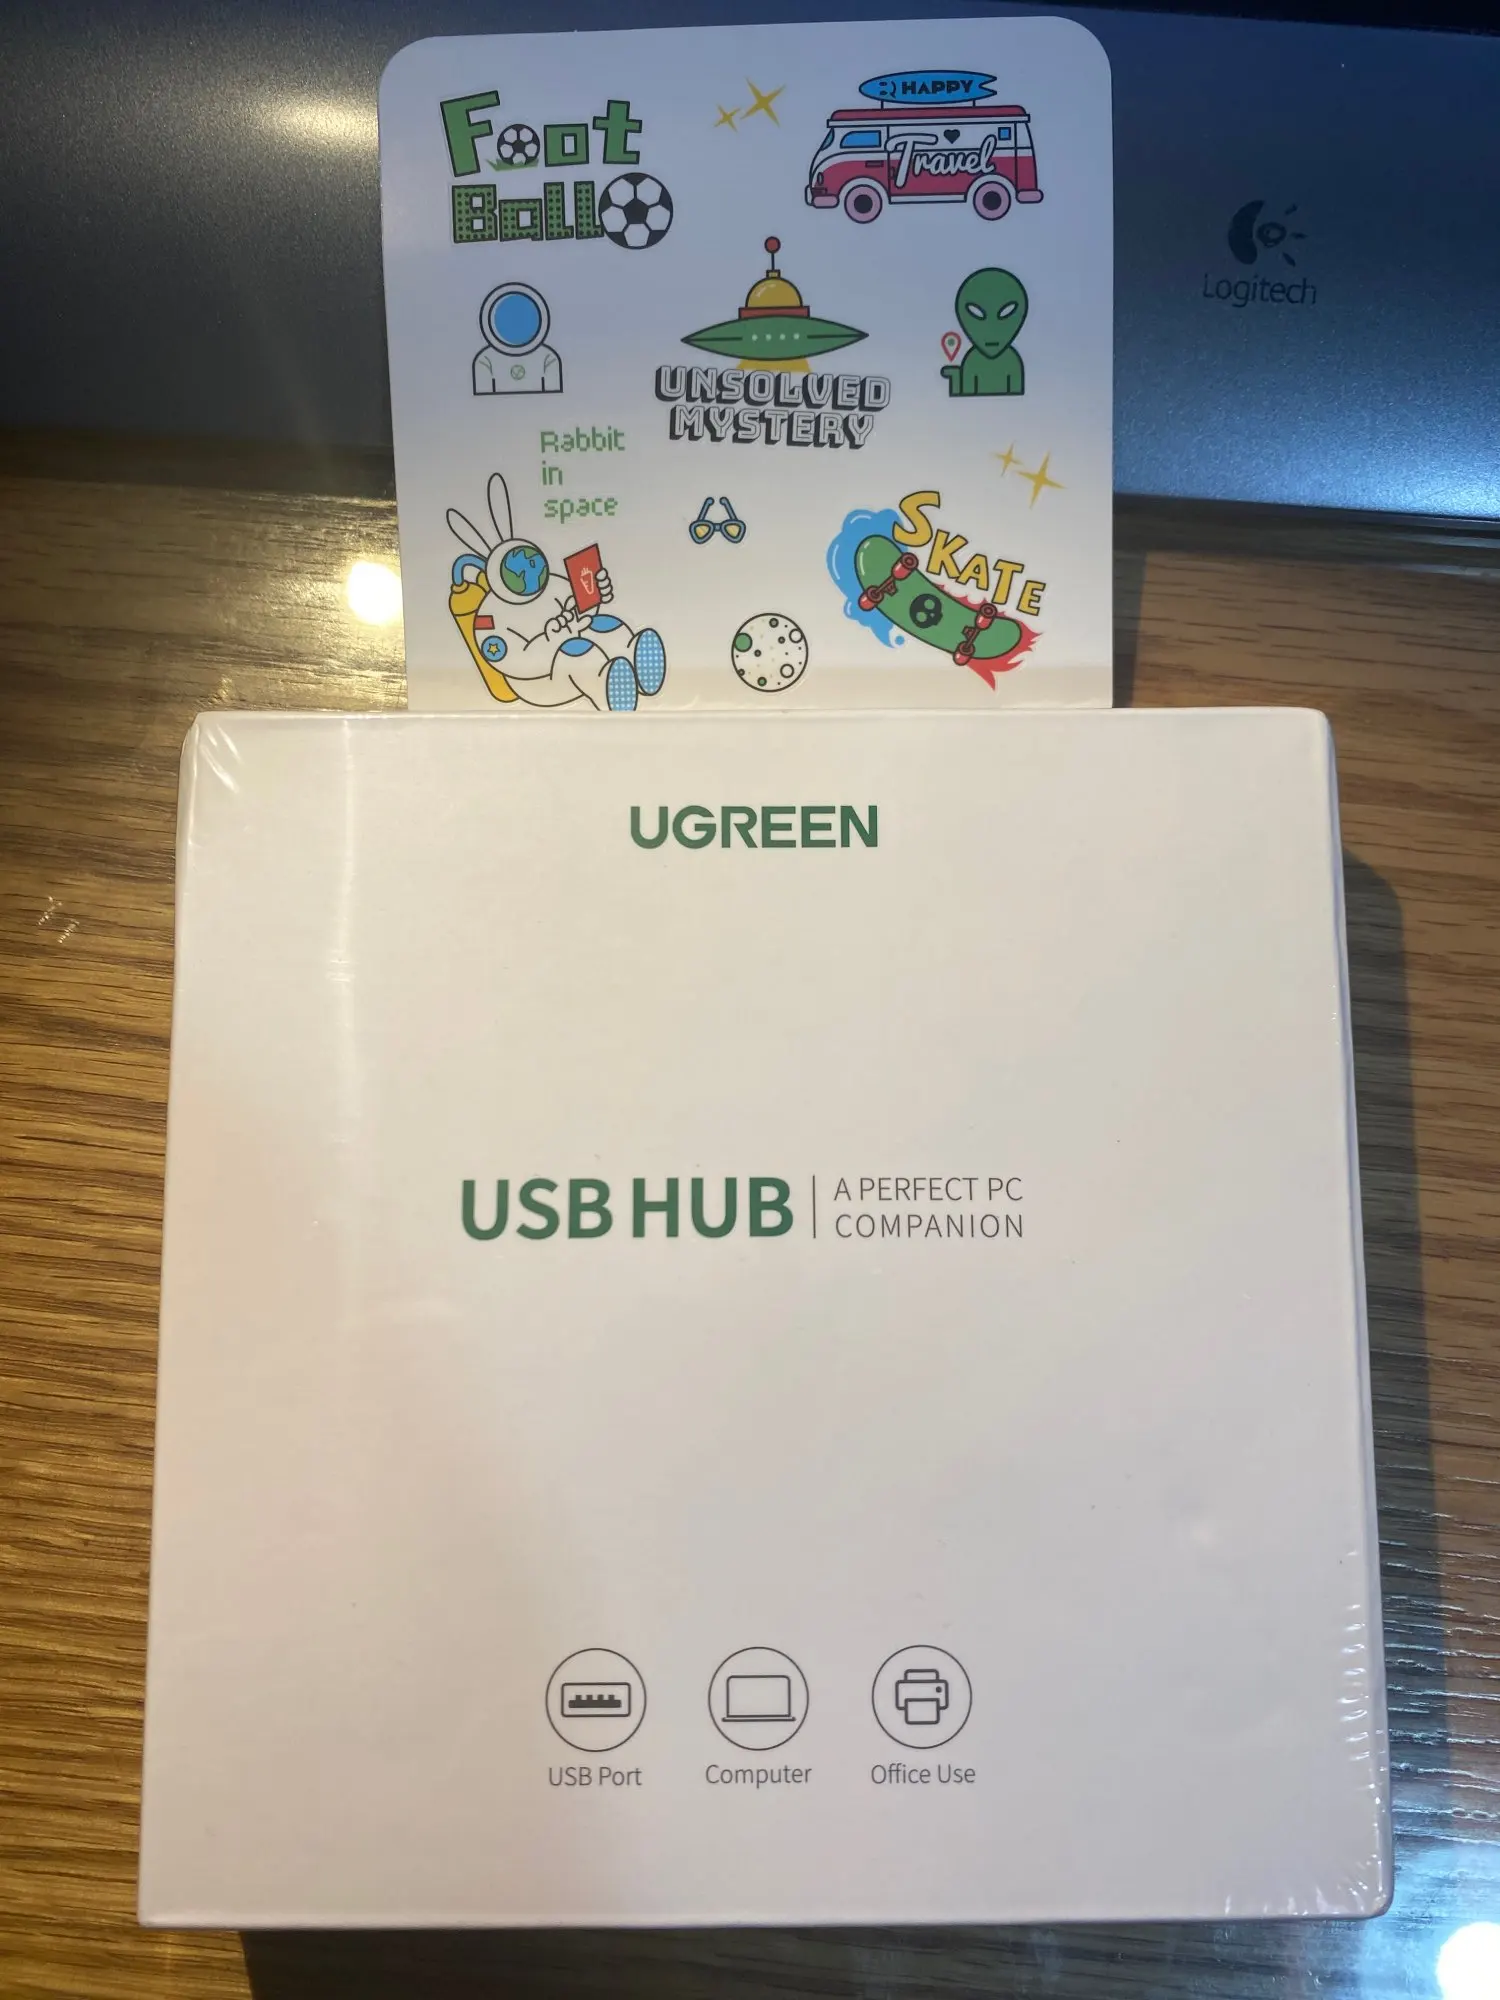 Foot
Ball
HAPPY
Travel
Logitech
UNSOLVED
MYSTERY
Rabbit
in
space
SKATE
UGREEN
USB HUB
A PERFECT PC
COMPANION
USB Port
Computer
Office Use